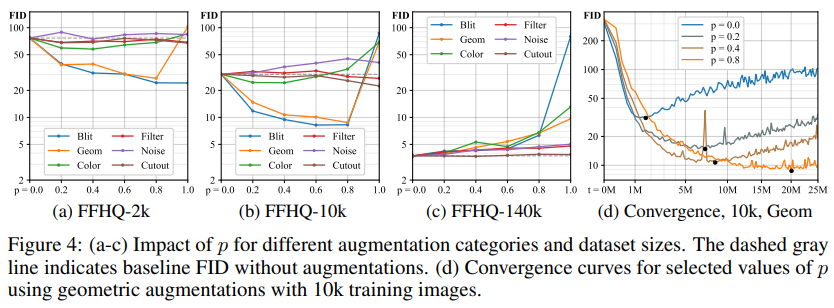 FID
100
50
20
10
5
2
p = 0.0 0.2 0.4 0.6 0.8 1.0
Blit Filter
Geom Noise
Color Cutout
(a) FFHQ-2k
FID
100
50
20
10
5
2
p = 0.0 0.2 0.4 0.6 0.8 1.0
Blit Filter
Geom Noise
Color Cutout
(b) FFHQ-10k
FID
100
50
20
10
5
2
p = 0.0 0.2 0.4 0.6 0.8 1.0
Blit Filter
Geom Noise
Color Cutout
(c) FFHQ-140k
FID
200
100
50
20
10
t = 0M 1M 5M 10M 15M 20M 25M
p = 0.0
p = 0.2
p = 0.4
p = 0.8
(d) Convergence, 10k, Geom
Figure 4: (a-c) Impact of p for different augmentation categories and dataset sizes. The dashed gray
line indicates baseline FID without augmentations. (d) Convergence curves for selected values of p
using geometric augmentations with 10k training images.